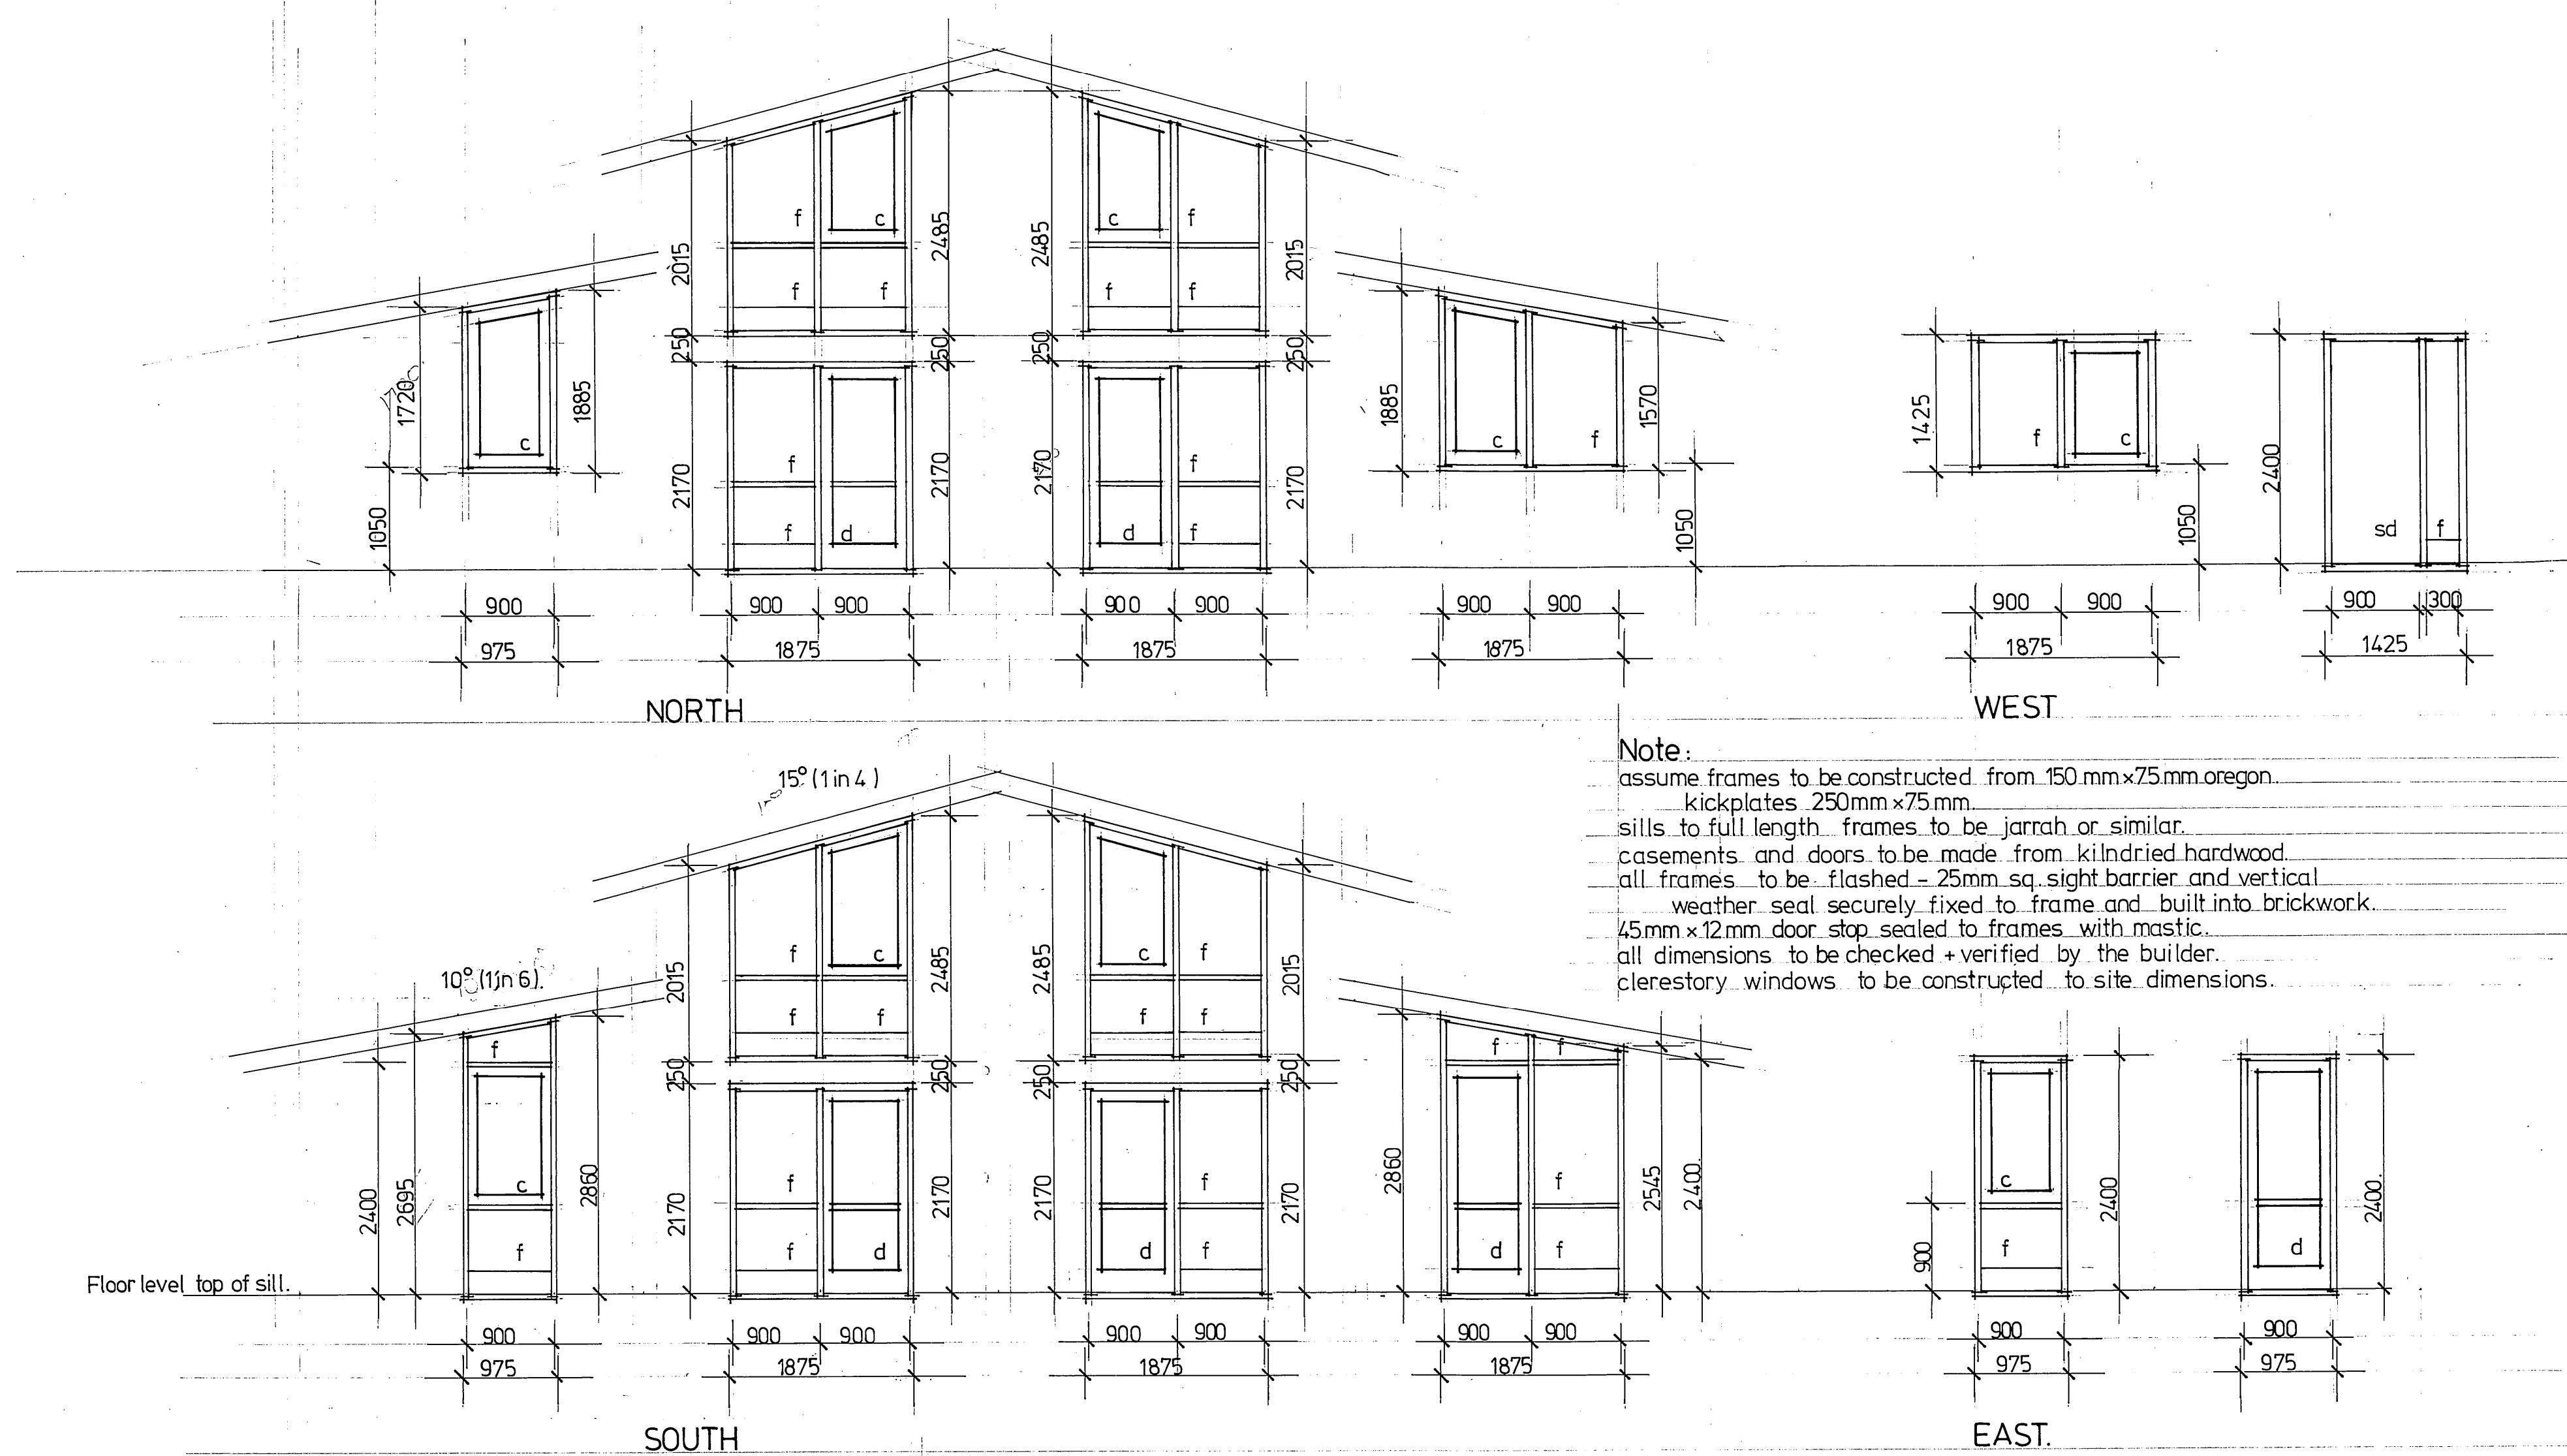 f
c
c
f
2015
2485
2485
2015
f
f
f
f
250
250
250
250
1720
1885
c
1885
c
f
1570
1425
f
c
2400
2170
f
2170
2170
f
2170
1050
f
d
d
f
1050
1050
sd
f
900
900
900
900
900
900
900
900
900
900
300
975
1875
1875
1875
1875
1425
NORTH
WEST
Note:
assume frames to be constructed from 150mm x 75mm oregon.
kickplates 250mm x 75mm.
sills to full length frames to be jarrah or similar.
casements and doors to be made from kilndried hardwood.
all frames to be flashed - 25mm sq. sight barrier and vertical
weather seal securely fixed to frame and built into brickwork.
45mm x 12mm door stop sealed to frames with mastic.
all dimensions to be checked + verified by the builder.
clerestory windows to be constructed to site dimensions.
15° (1 in 4)
10° (1 in 6).
f
c
c
f
2015
2485
2485
2015
f
f
f
f
250
250
250
250
f
f
f
2400
2695
c
2860
2170
f
2170
2170
f
2170
2860
f
2545
2400.
c
2400
2400.
f
f
d
d
f
d
f
900
f
d
Floor level top of sill.
900
900
900
900
900
900
900
900
900
975
1875
1875
1875
975
975
SOUTH
EAST.